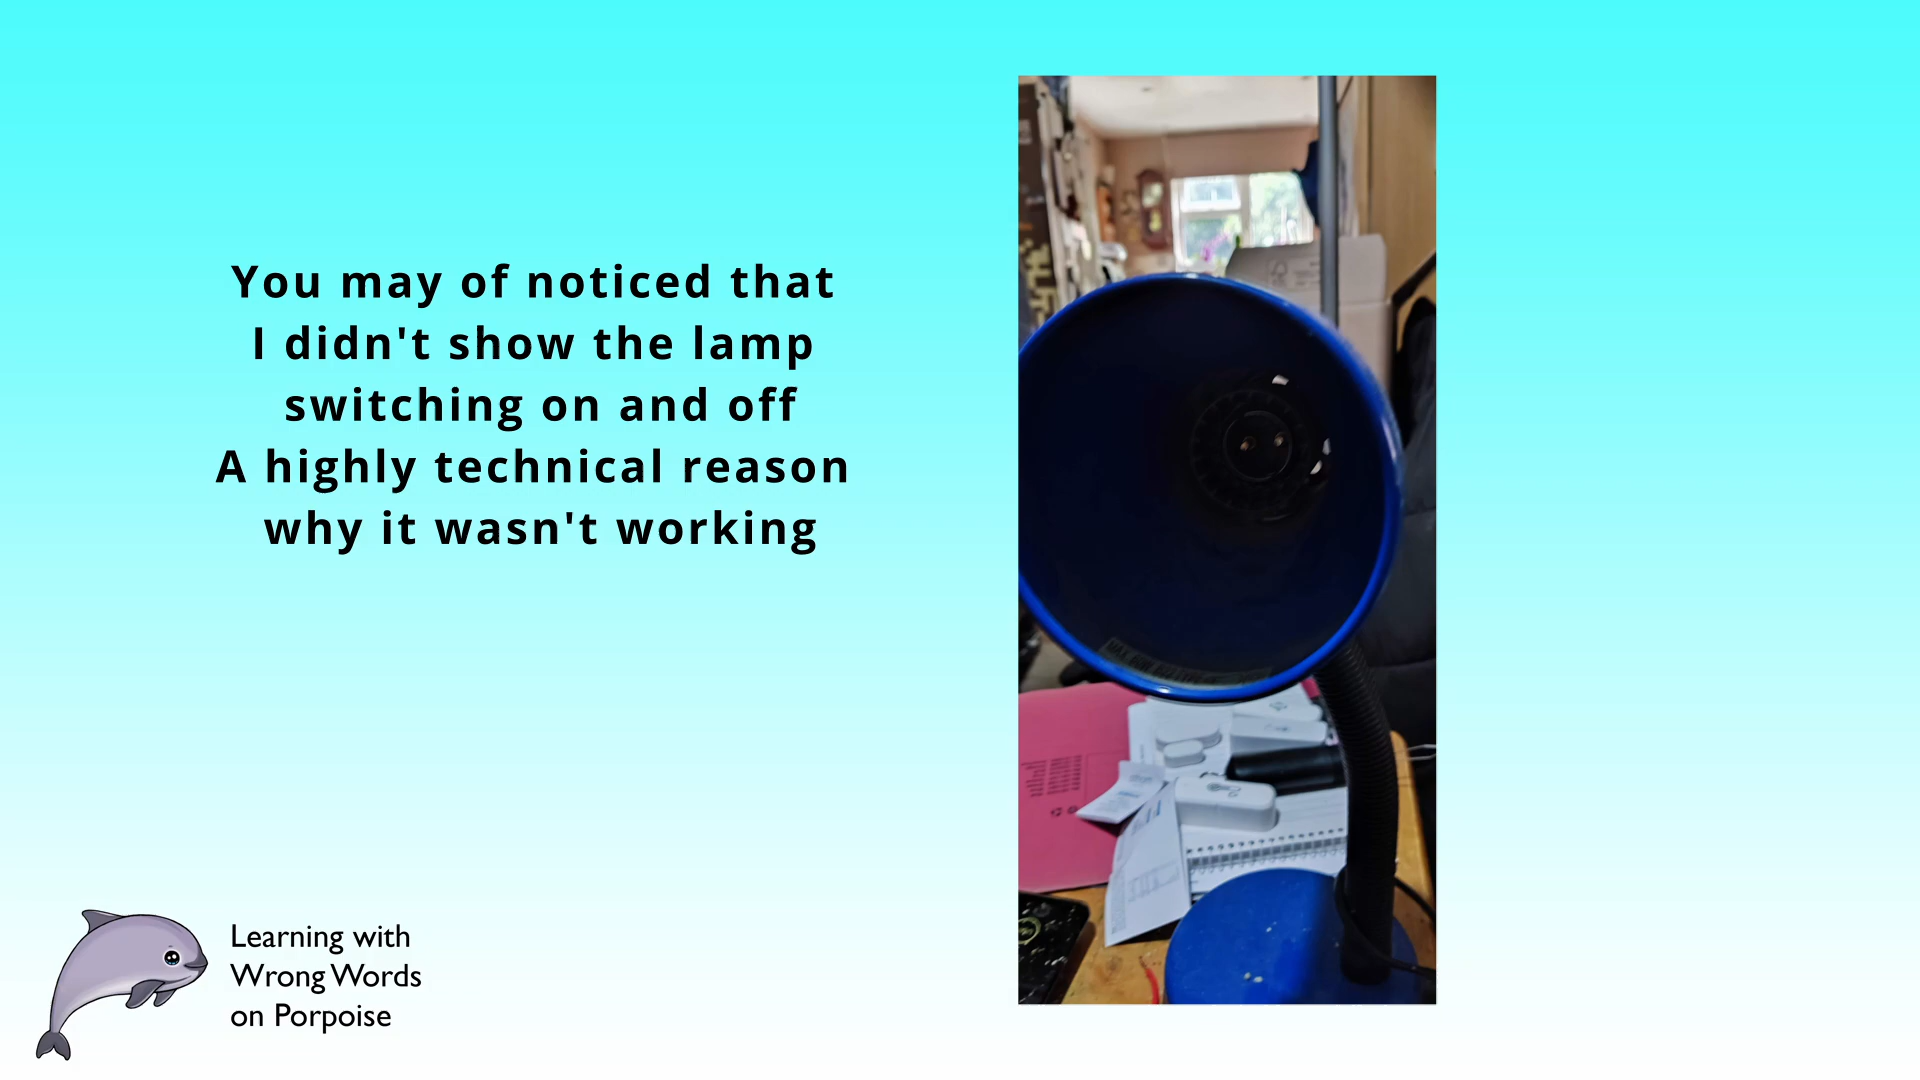 You may of noticed that
I didn't show the lamp
switching on and off
A highly technical reason
why it wasn't working
Learning with
Wrong Words
on Porpoise